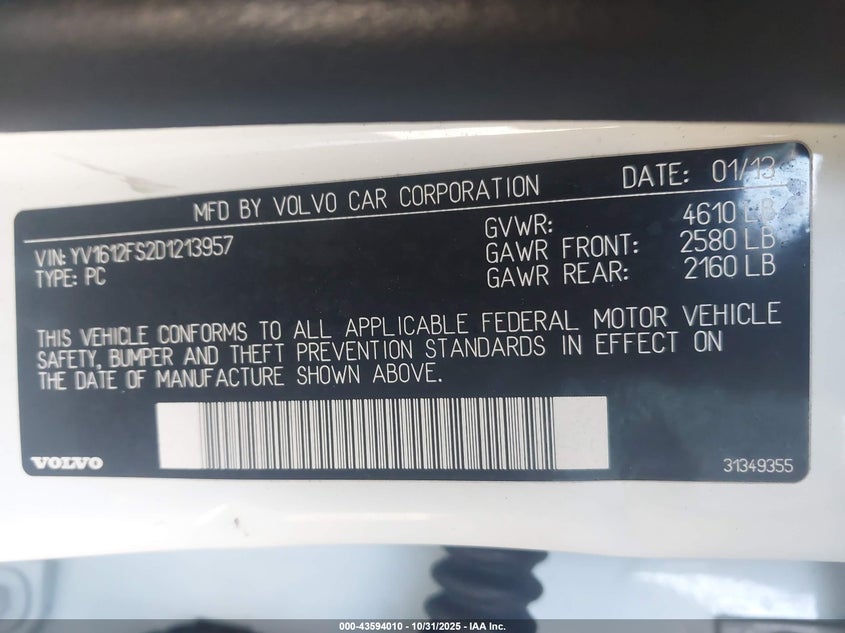 MFD BY VOLVO CAR CORPORATION DATE: 01/13
VIN: YV1612FS2D1213957 GVWR: 4610 LB
TYPE: PC GAWR FRONT: 2580 LB
GAWR REAR: 2160 LB
THIS VEHICLE CONFORMS TO ALL APPLICABLE FEDERAL MOTOR VEHICLE
SAFETY, BUMPER AND THEFT PREVENTION STANDARDS IN EFFECT ON
THE DATE OF MANUFACTURE SHOWN ABOVE.
VOLVO 31349355
000-43594010 • 10/31/2025 - IAA Inc.